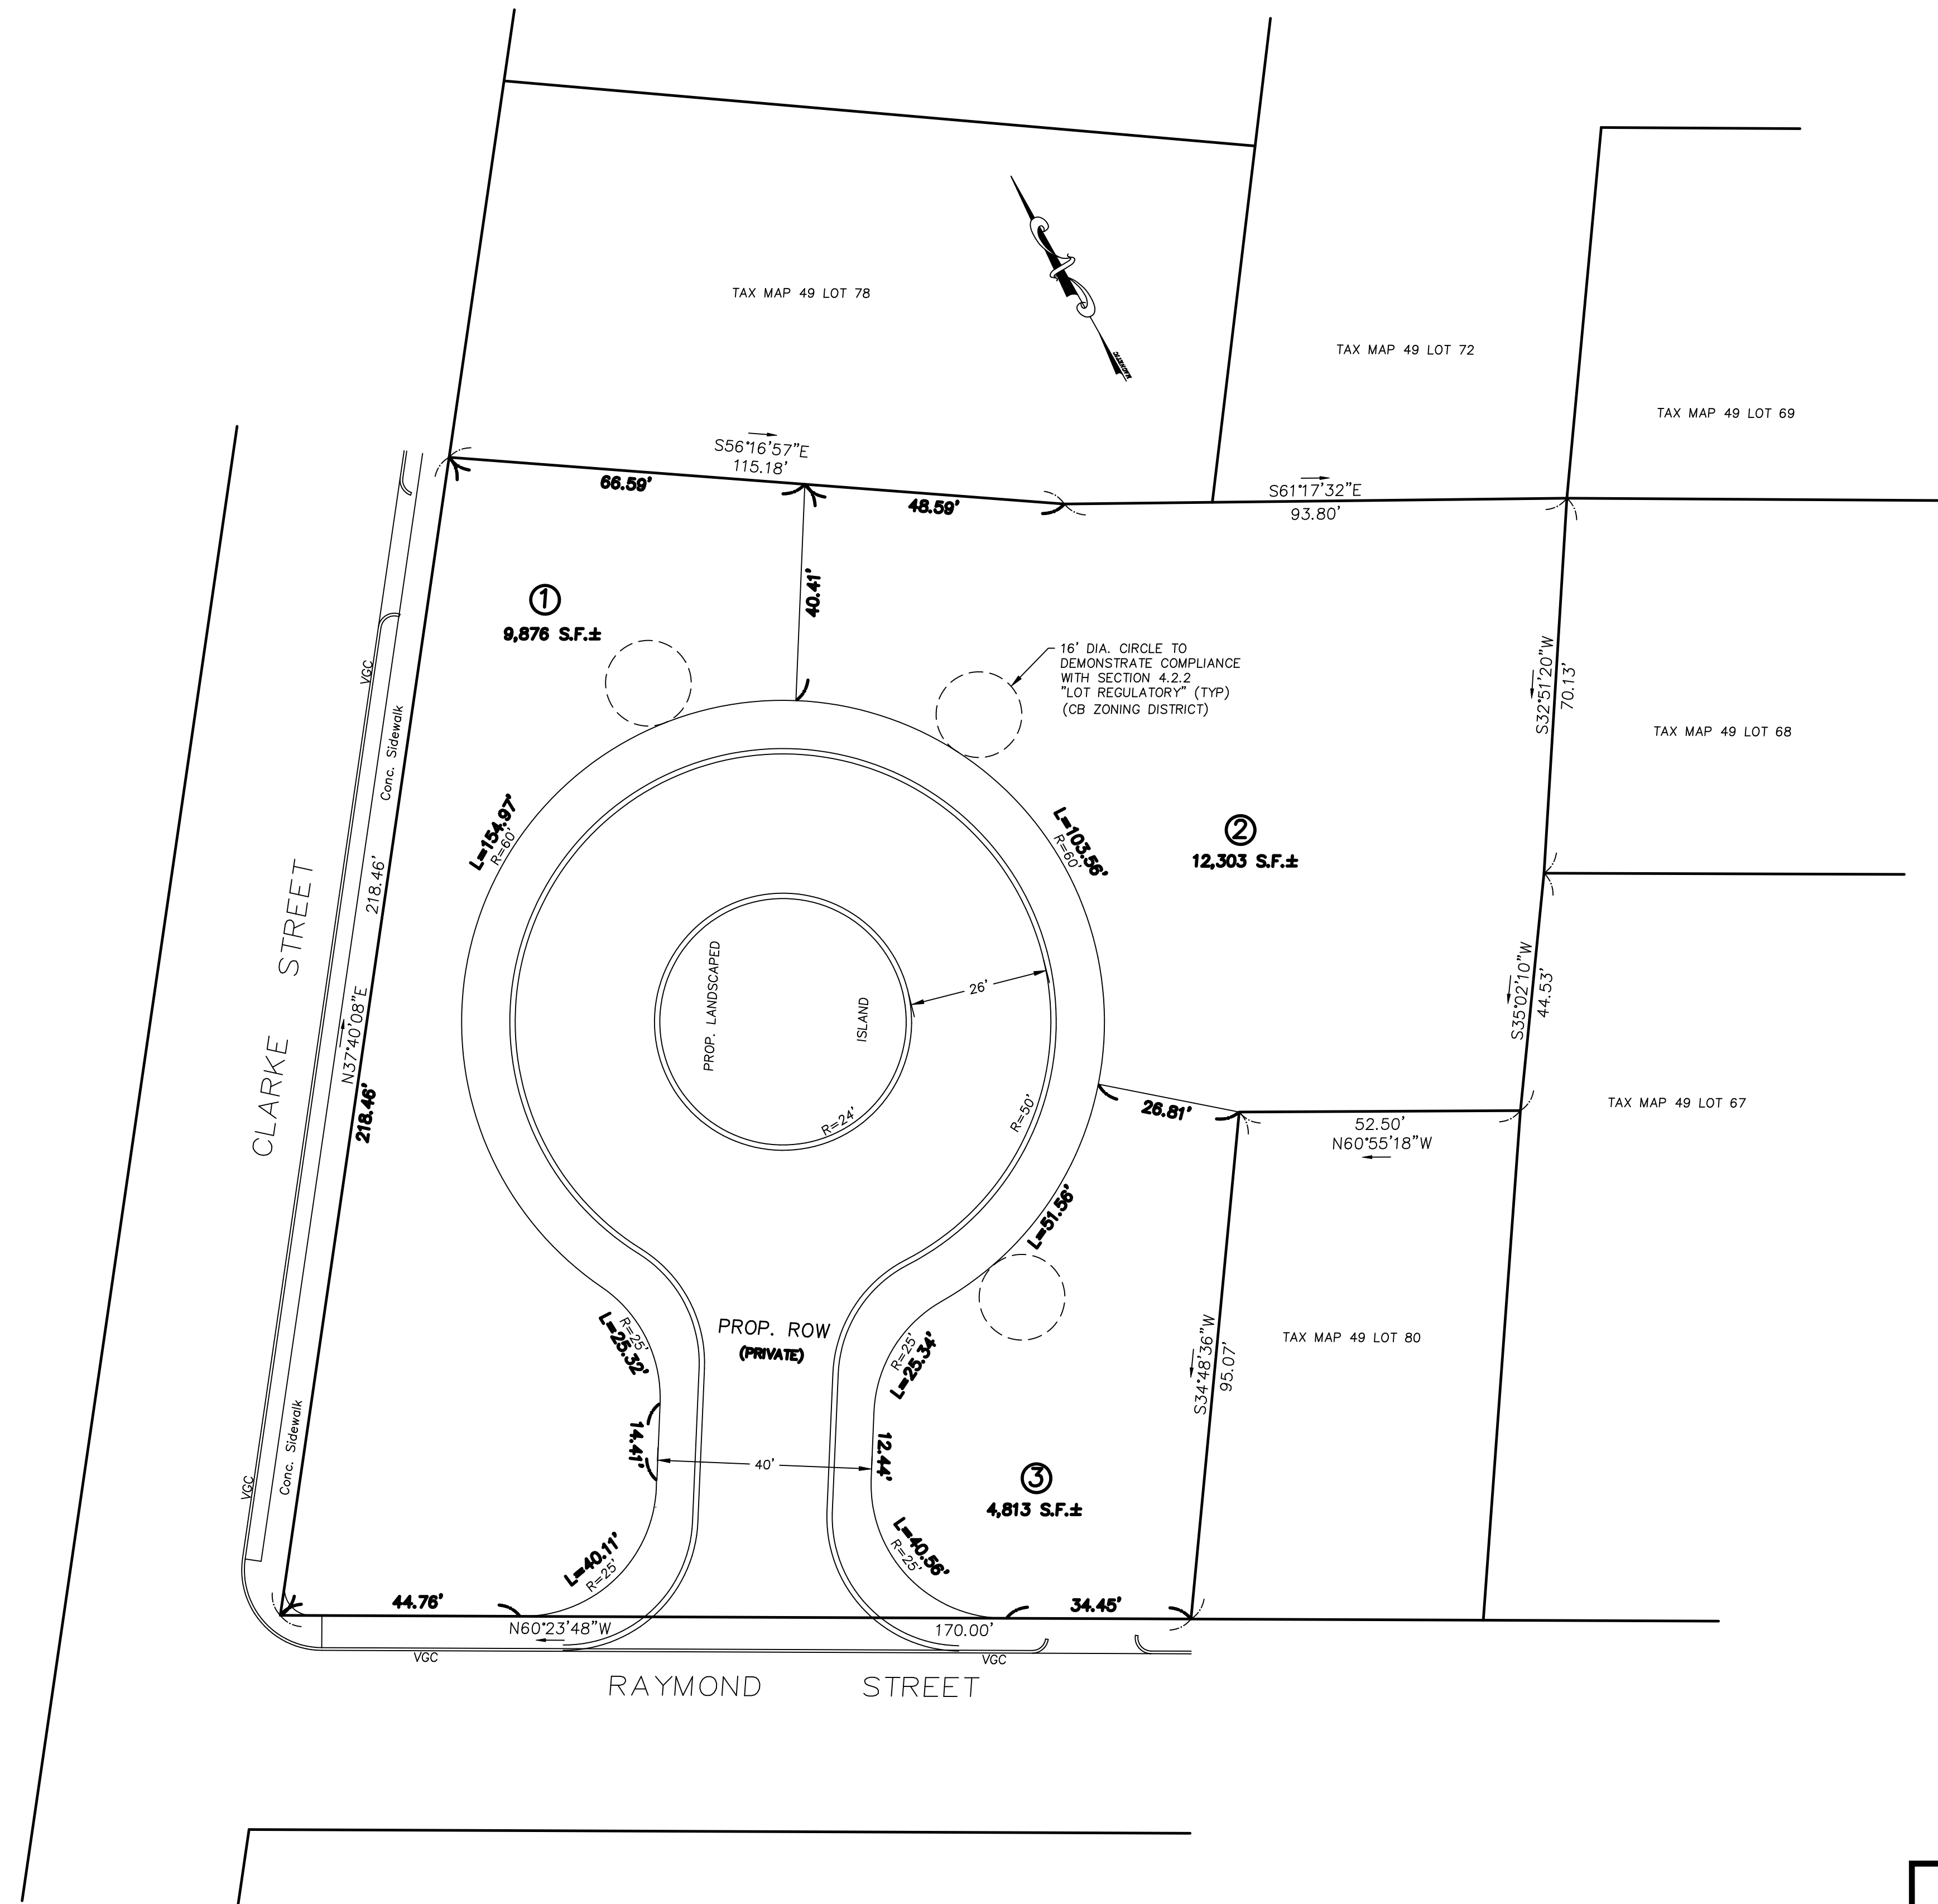 TAX MAP 49 LOT 78
MAGNETIC
TAX MAP 49 LOT 72
TAX MAP 49 LOT 69
S56°16'57"E
115.18'
66.59'
48.59'
S61°17'32"E
93.80'
40.41'
1
9,876 S.F.±
16' DIA. CIRCLE TO
DEMONSTRATE COMPLIANCE
WITH SECTION 4.2.2
"LOT REGULATORY" (TYP)
(CB ZONING DISTRICT)
S32°51'20"W
70.13'
VGC
Conc. Sidewalk
TAX MAP 49 LOT 68
L=154.97'
R=60'
L=103.56'
R=60'
2
12,303 S.F.±
218.46'
N37°40'08"E
218.46'
CLARKE STREET
PROP. LANDSCAPED
ISLAND
26'
R=24'
R=50'
S35°02'10"W
44.53'
26.81'
52.50'
N60°55'18"W
TAX MAP 49 LOT 67
L=51.56'
PROP. ROW
(PRIVATE)
R=25'
L=25.32'
R=25'
L=25.34'
S34°48'36"W
95.07'
TAX MAP 49 LOT 80
14.41'
40'
12.44'
VGC
Conc. Sidewalk
3
4,813 S.F.±
L=40.11'
R=25'
L=40.56'
R=25'
44.76'
34.45'
N60°23'48"W
170.00'
VGC
VGC
RAYMOND STREET